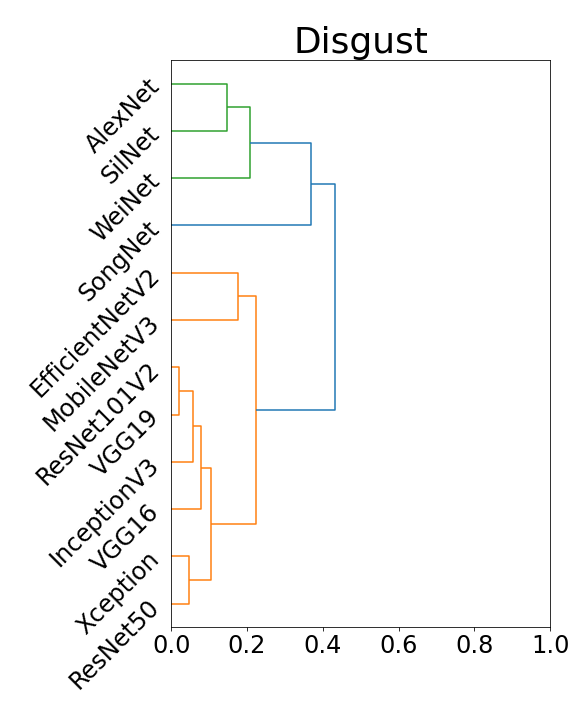 Disgust
AlexNet
SilNet
WeiNet
SongNet
EfficientNetV2
MobileNetV3
ResNet101V2
VGG19
InceptionV3
VGG16
Xception
ResNet50
0.0 0.2 0.4 0.6 0.8 1.0